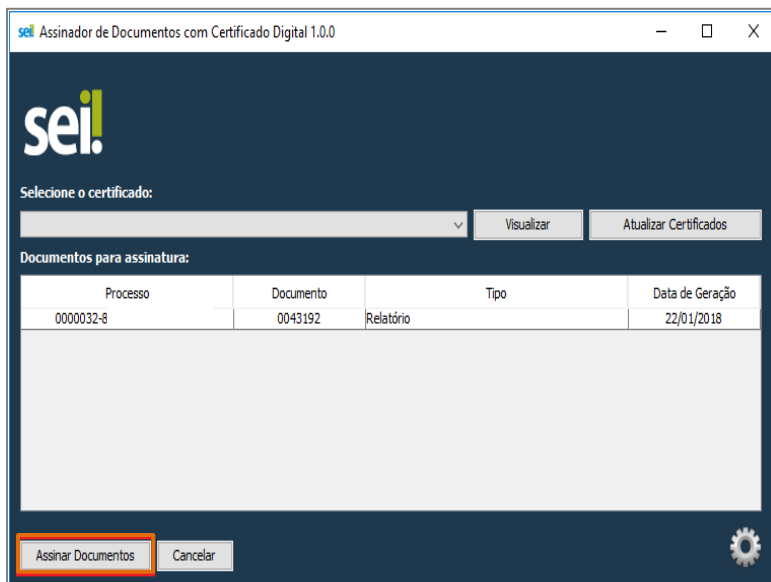 sei! Assinador de Documentos com Certificado Digital 1.0.0
sei!
Selecione o certificado:
Visualizar Atualizar Certificados
Documentos para assinatura:
Processo Documento Tipo Data de Geração
0000032-8 0043192 Relatório 22/01/2018
Assinar Documentos Cancelar